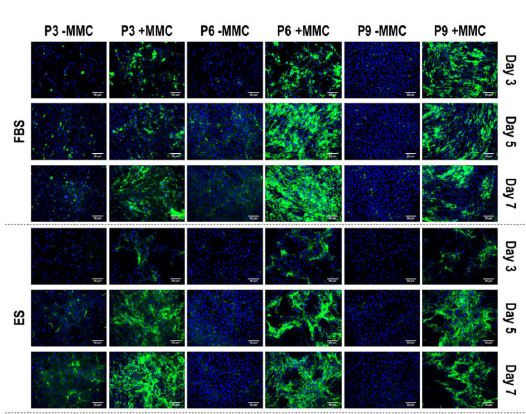 P3 -MMC P3 +MMC P6 -MMC P6 +MMC P9 -MMC P9 +MMC
FBS
Day 3
Day 5
Day 7
ES
Day 3
Day 5
Day 7